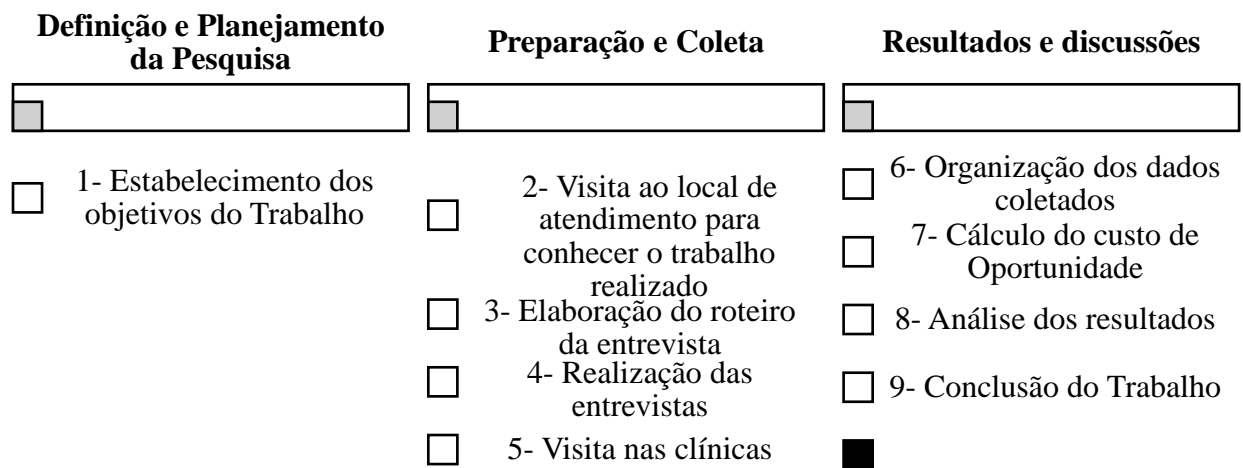 Definição e Planejamento
da Pesquisa
1- Estabelecimento dos
objetivos do Trabalho
Preparação e Coleta
2- Visita ao local de
atendimento para
conhecer o trabalho
realizado
3- Elaboração do roteiro
da entrevista
4- Realização das
entrevistas
5- Visita nas clínicas
Resultados e discussões
6- Organização dos dados
coletados
7- Cálculo do custo de
Oportunidade
8- Análise dos resultados
9- Conclusão do Trabalho